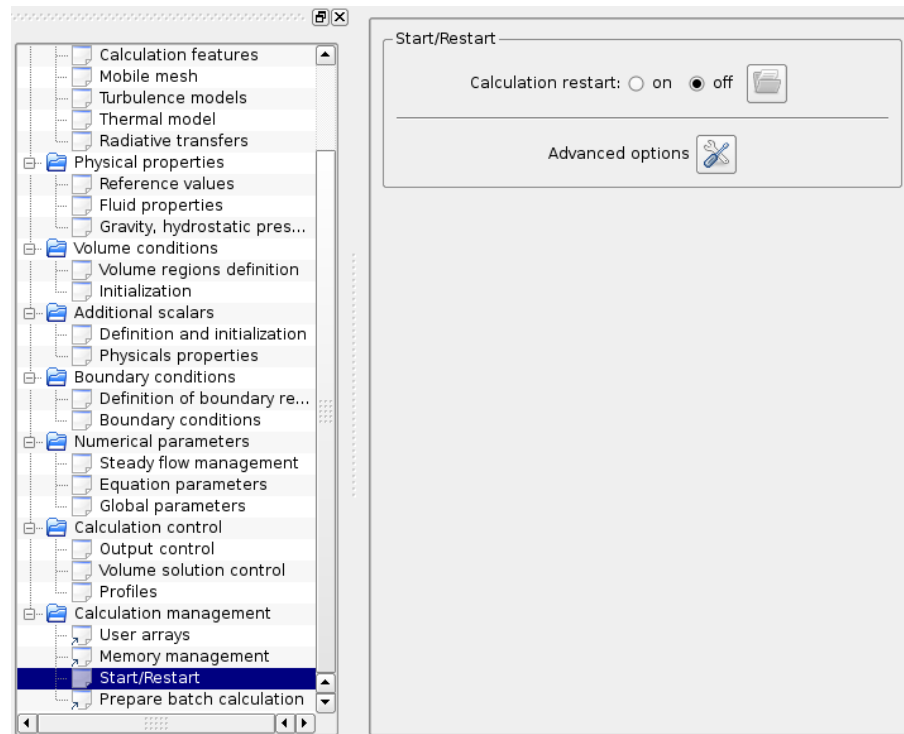 Calculation features
Mobile mesh
Turbulence models
Thermal model
Radiative transfers
Physical properties
Reference values
Fluid properties
Gravity, hydrostatic pres...
Volume conditions
Volume regions definition
Initialization
Additional scalars
Definition and initialization
Physicals properties
Boundary conditions
Definition of boundary re...
Boundary conditions
Numerical parameters
Steady flow management
Equation parameters
Global parameters
Calculation control
Output control
Volume solution control
Profiles
Calculation management
User arrays
Memory management
Start/Restart
Prepare batch calculation
Start/Restart
Calculation restart: on off
Advanced options